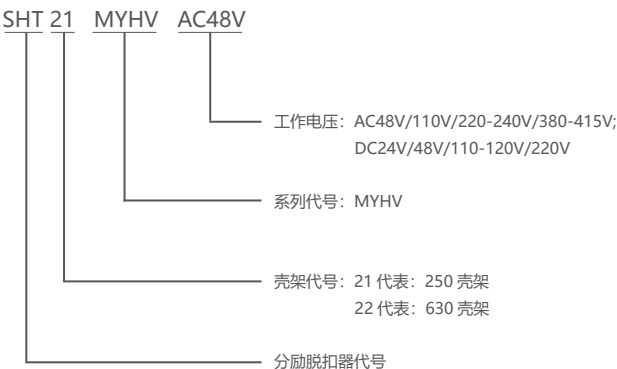 SHT 21 MYHV AC48V
工作电压：AC48V/110V/220-240V/380-415V;
DC24V/48V/110-120V/220V
系列代号：MYHV
壳架代号：21 代表：250 壳架
22 代表：630 壳架
分励脱扣器代号